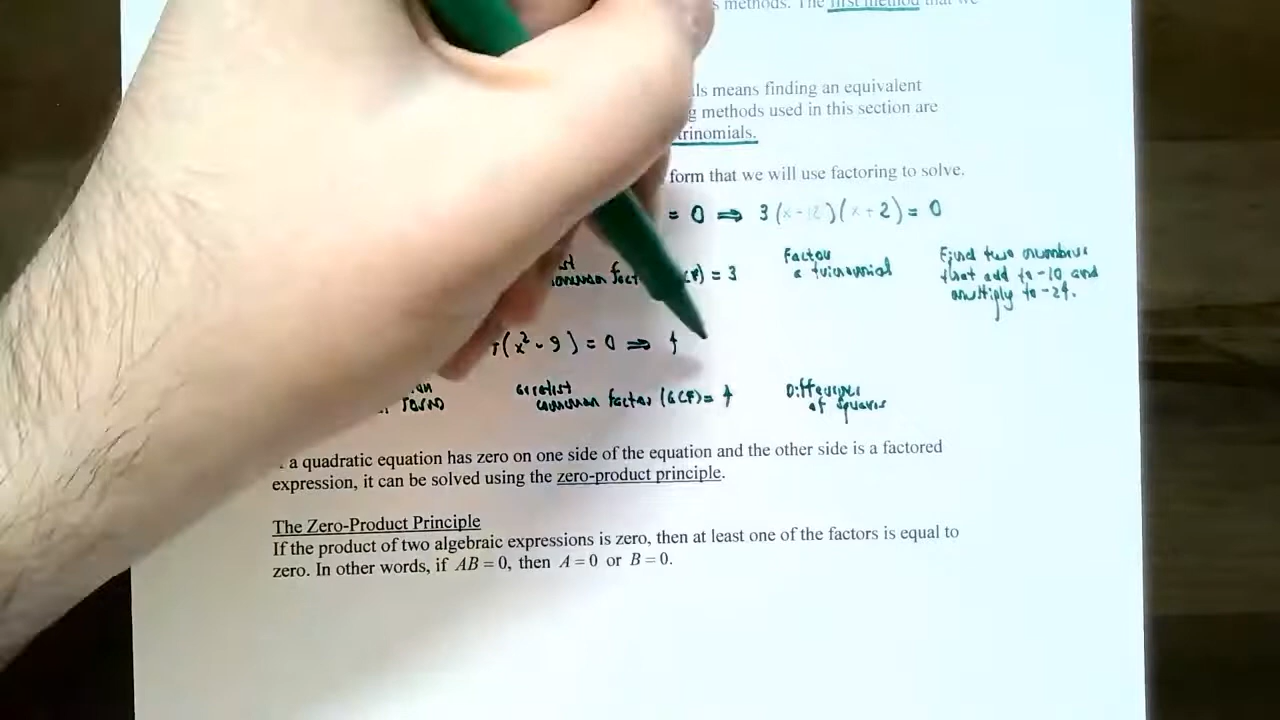 s methods. The first method that we
ls means finding an equivalent
g methods used in this section are
trinomials.
form that we will use factoring to solve.
= 0 ⇒ 3(x-12)(x+2) = 0
= 3
Factor
a trinomial
Find two numbers
that add to -10 and
multiply to -24.
(x²-9) = 0 ⇒ 4
Greatest
common factor (GCF) = 4
Difference
of squares
a quadratic equation has zero on one side of the equation and the other side is a factored
expression, it can be solved using the zero-product principle.
The Zero-Product Principle
If the product of two algebraic expressions is zero, then at least one of the factors is equal to
zero. In other words, if AB = 0, then A = 0 or B = 0.